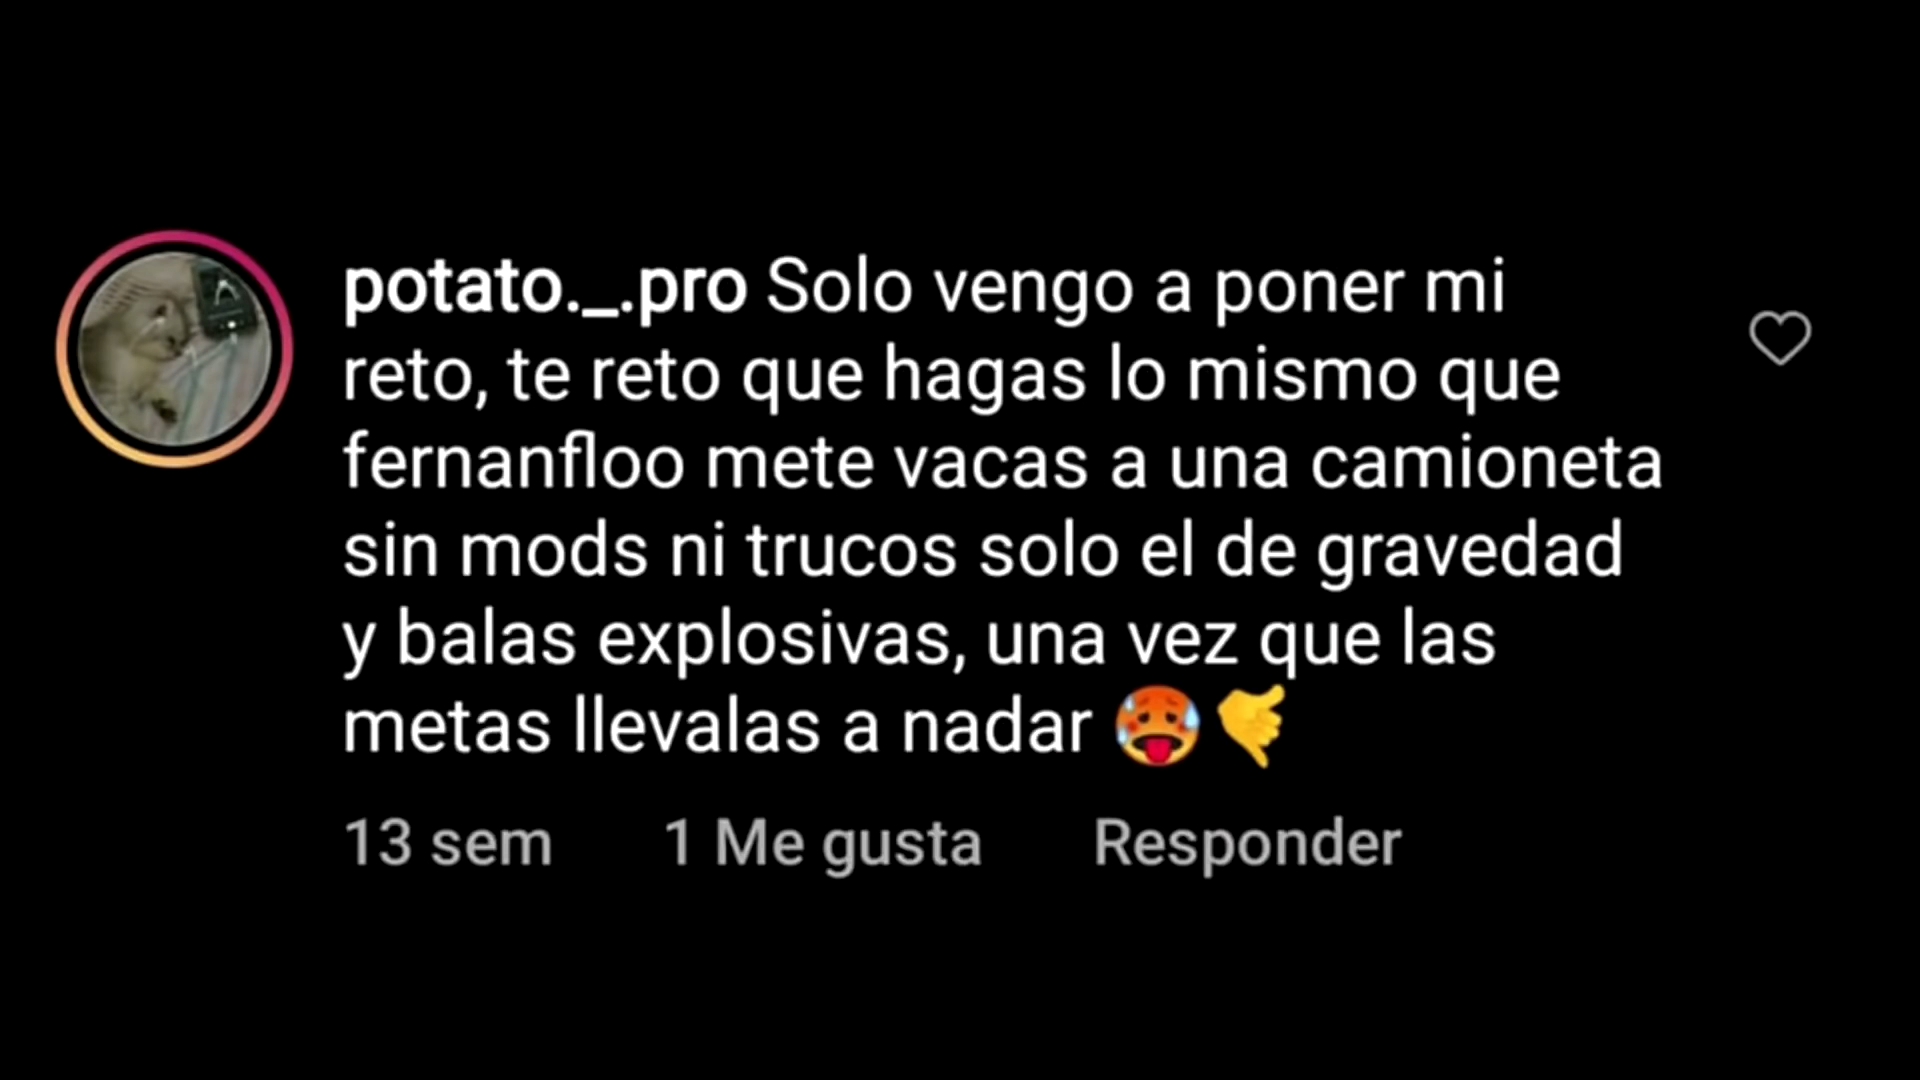 potato._.pro Solo vengo a poner mi
reto, te reto que hagas lo mismo que
fernanfloo mete vacas a una camioneta
sin mods ni trucos solo el de gravedad
y balas explosivas, una vez que las
metas llevalas a nadar 🥵🤙
13 sem 1 Me gusta Responder